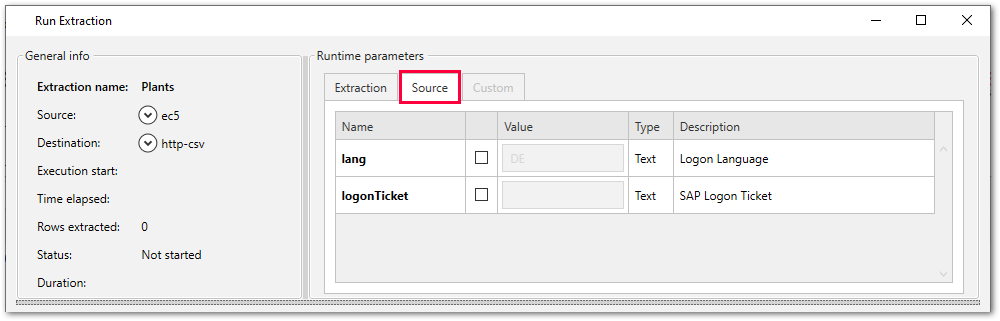 Run Extraction
General info
Extraction name: Plants
Source: ec5
Destination: http-csv
Execution start:
Time elapsed:
Rows extracted: 0
Status: Not started
Duration:
Runtime parameters
Extraction Source Custom
Name Value Type Description
lang DE Text Logon Language
logonTicket Text SAP Logon Ticket